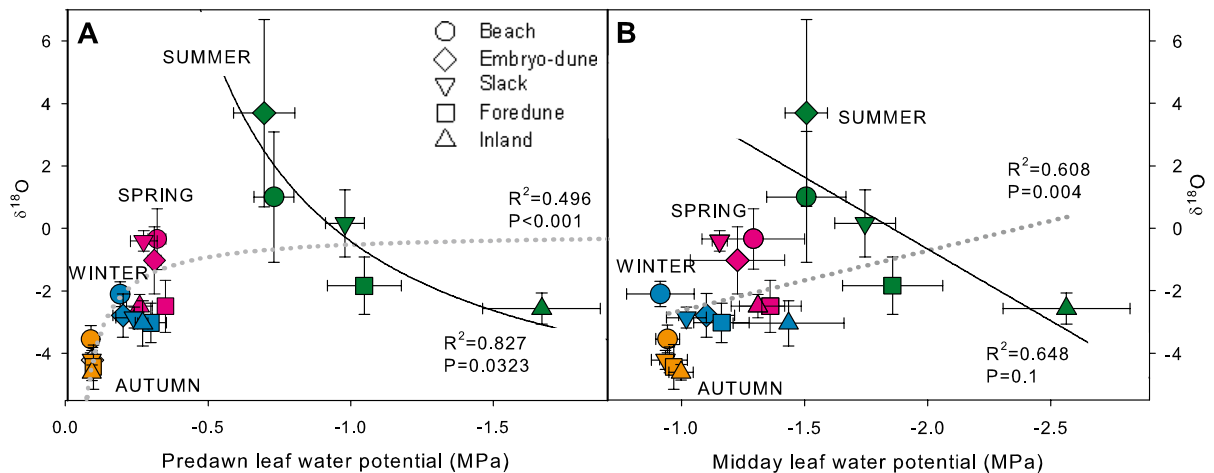 A
SUMMER
Beach
Embryo-dune
Slack
Foredune
Inland
SPRING
WINTER
AUTUMN
R²=0.496
P<0.001
R²=0.827
P=0.0323
6
4
2
0
-2
-4
δ¹⁸O
0.0 -0.5 -1.0 -1.5
Predawn leaf water potential (MPa)
B
SUMMER
SPRING
WINTER
AUTUMN
R²=0.608
P=0.004
R²=0.648
P=0.1
6
4
2
0
-2
-4
δ¹⁸O
-1.0 -1.5 -2.0 -2.5
Midday leaf water potential (MPa)